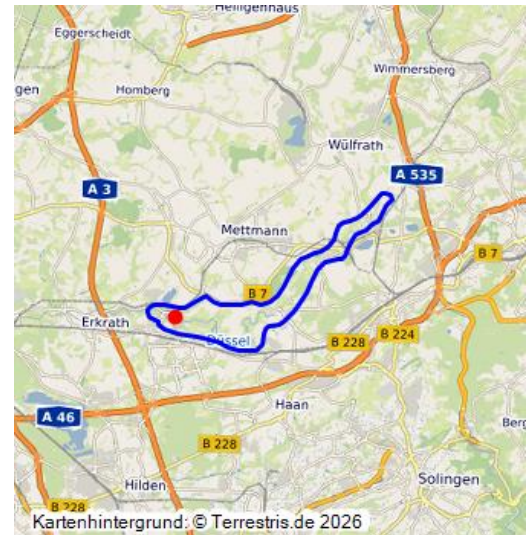 Heiligenhaus
Eggerscheidt
Wimmersberg
gen
Homberg
Wülfrath
A 535
A 3
Mettmann
B 7
B 7
Erkrath
Düssel
B 228
B 224
A 46
Haan
B 228
Berg
Solingen
Hilden
B 228
Kartenhintergrund: © Terrestris.de 2026